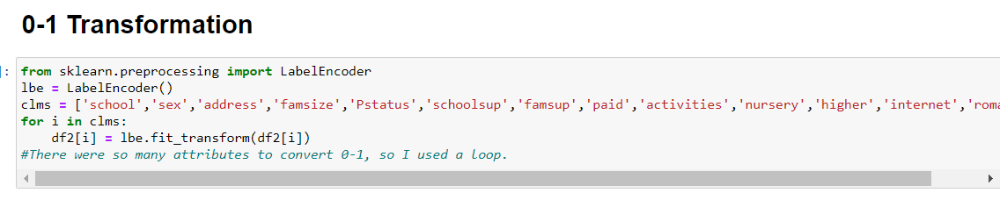 0-1 Transformation
]: from sklearn.preprocessing import LabelEncoder
lbe = LabelEncoder()
clms = ['school','sex','address','famsize','Pstatus','schoolsup','famsup','paid','activities','nursery','higher','internet','roma
for i in clms:
    df2[i] = lbe.fit_transform(df2[i])
#There were so many attributes to convert 0-1, so I used a loop.